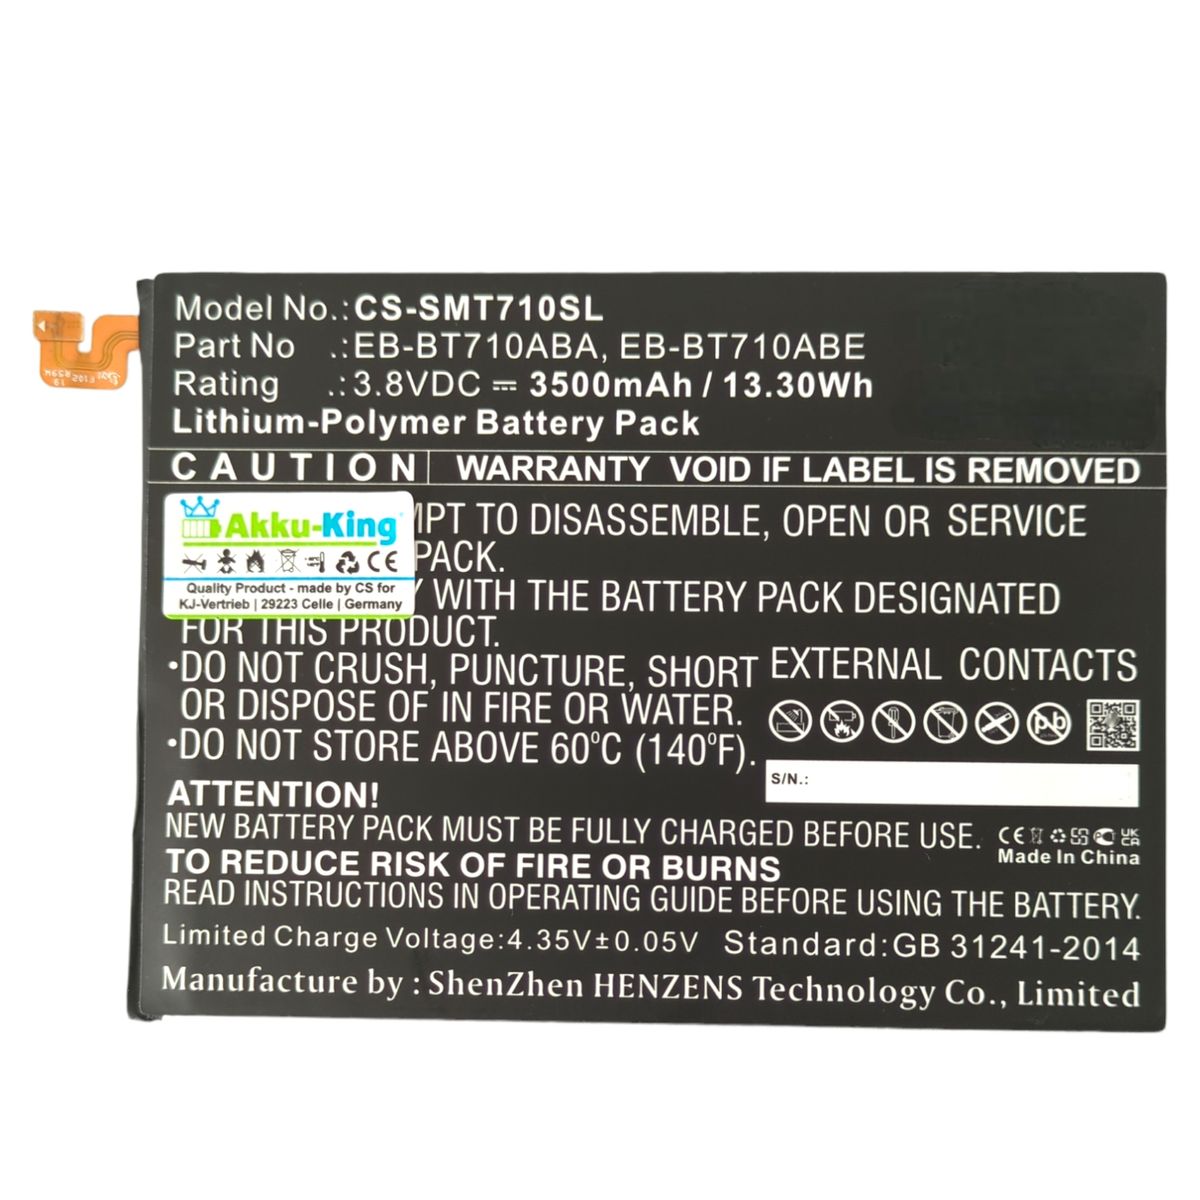 Model No.:CS-SMT710SL
Part No .:EB-BT710ABA, EB-BT710ABE
Rating .:3.8VDC ⎓ 3500mAh / 13.30Wh
Lithium-Polymer Battery Pack
CAUTION WARRANTY VOID IF LABEL IS REMOVED
Akku-King
Quality Product - made by CS for
KJ-Vertrieb | 29223 Celle | Germany
TO DISASSEMBLE, OPEN OR SERVICE
PACK.
WITH THE BATTERY PACK DESIGNATED
FOR THIS PRODUCT.
•DO NOT CRUSH, PUNCTURE, SHORT EXTERNAL CONTACTS
OR DISPOSE OF IN FIRE OR WATER.
•DO NOT STORE ABOVE 60°C (140°F).
Pb
S/N.:
ATTENTION!
NEW BATTERY PACK MUST BE FULLY CHARGED BEFORE USE.
CE UKCA
Made In China
TO REDUCE RISK OF FIRE OR BURNS
READ INSTRUCTIONS IN OPERATING GUIDE BEFORE USING THE BATTERY.
Limited Charge Voltage:4.35V±0.05V Standard:GB 31241-2014
Manufacture by : ShenZhen HENZENS Technology Co., Limited